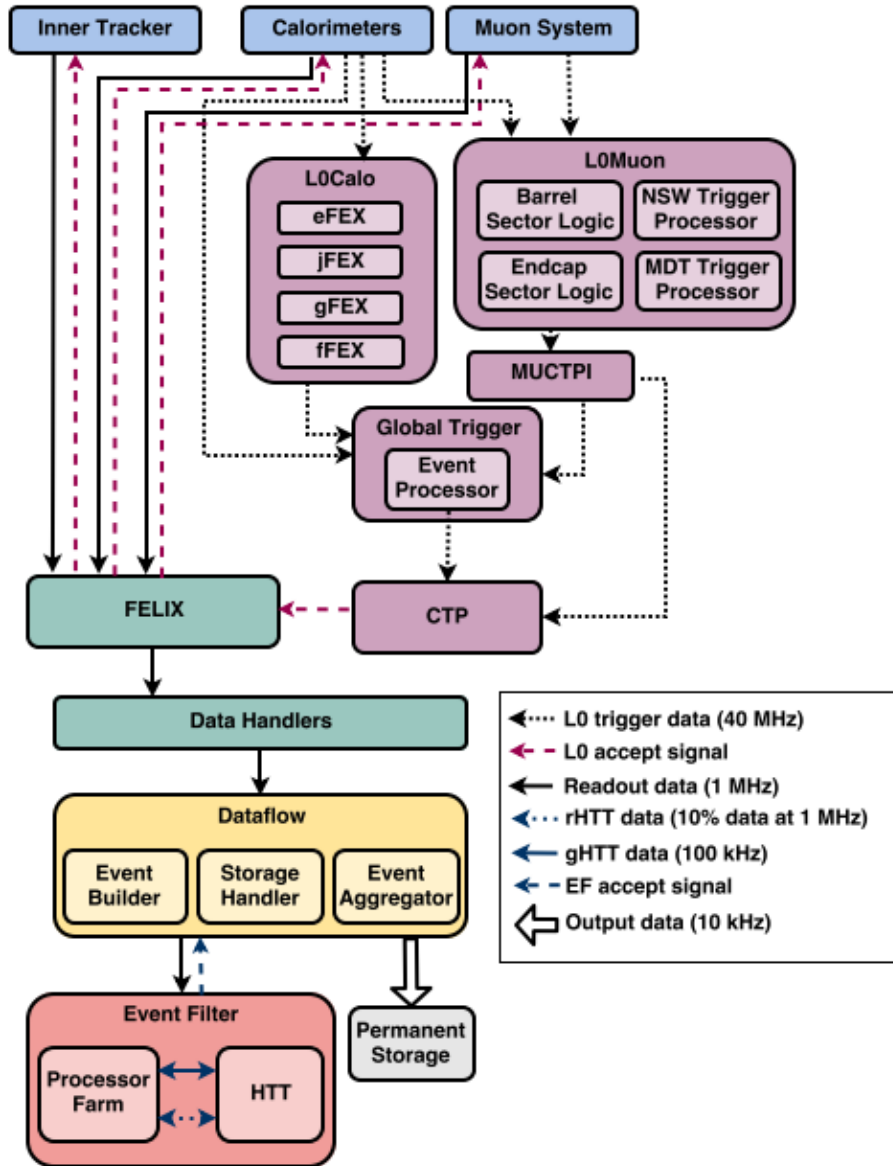 Inner Tracker
Calorimeters
Muon System
L0Calo
eFEX
jFEX
gFEX
fFEX
L0Muon
Barrel
Sector Logic
NSW Trigger
Processor
Endcap
Sector Logic
MDT Trigger
Processor
MUCTPI
Global Trigger
Event
Processor
FELIX
CTP
Data Handlers
Dataflow
Event
Builder
Storage
Handler
Event
Aggregator
Event Filter
Processor
Farm
HTT
Permanent
Storage
L0 trigger data (40 MHz)
L0 accept signal
Readout data (1 MHz)
rHTT data (10% data at 1 MHz)
gHTT data (100 kHz)
EF accept signal
Output data (10 kHz)